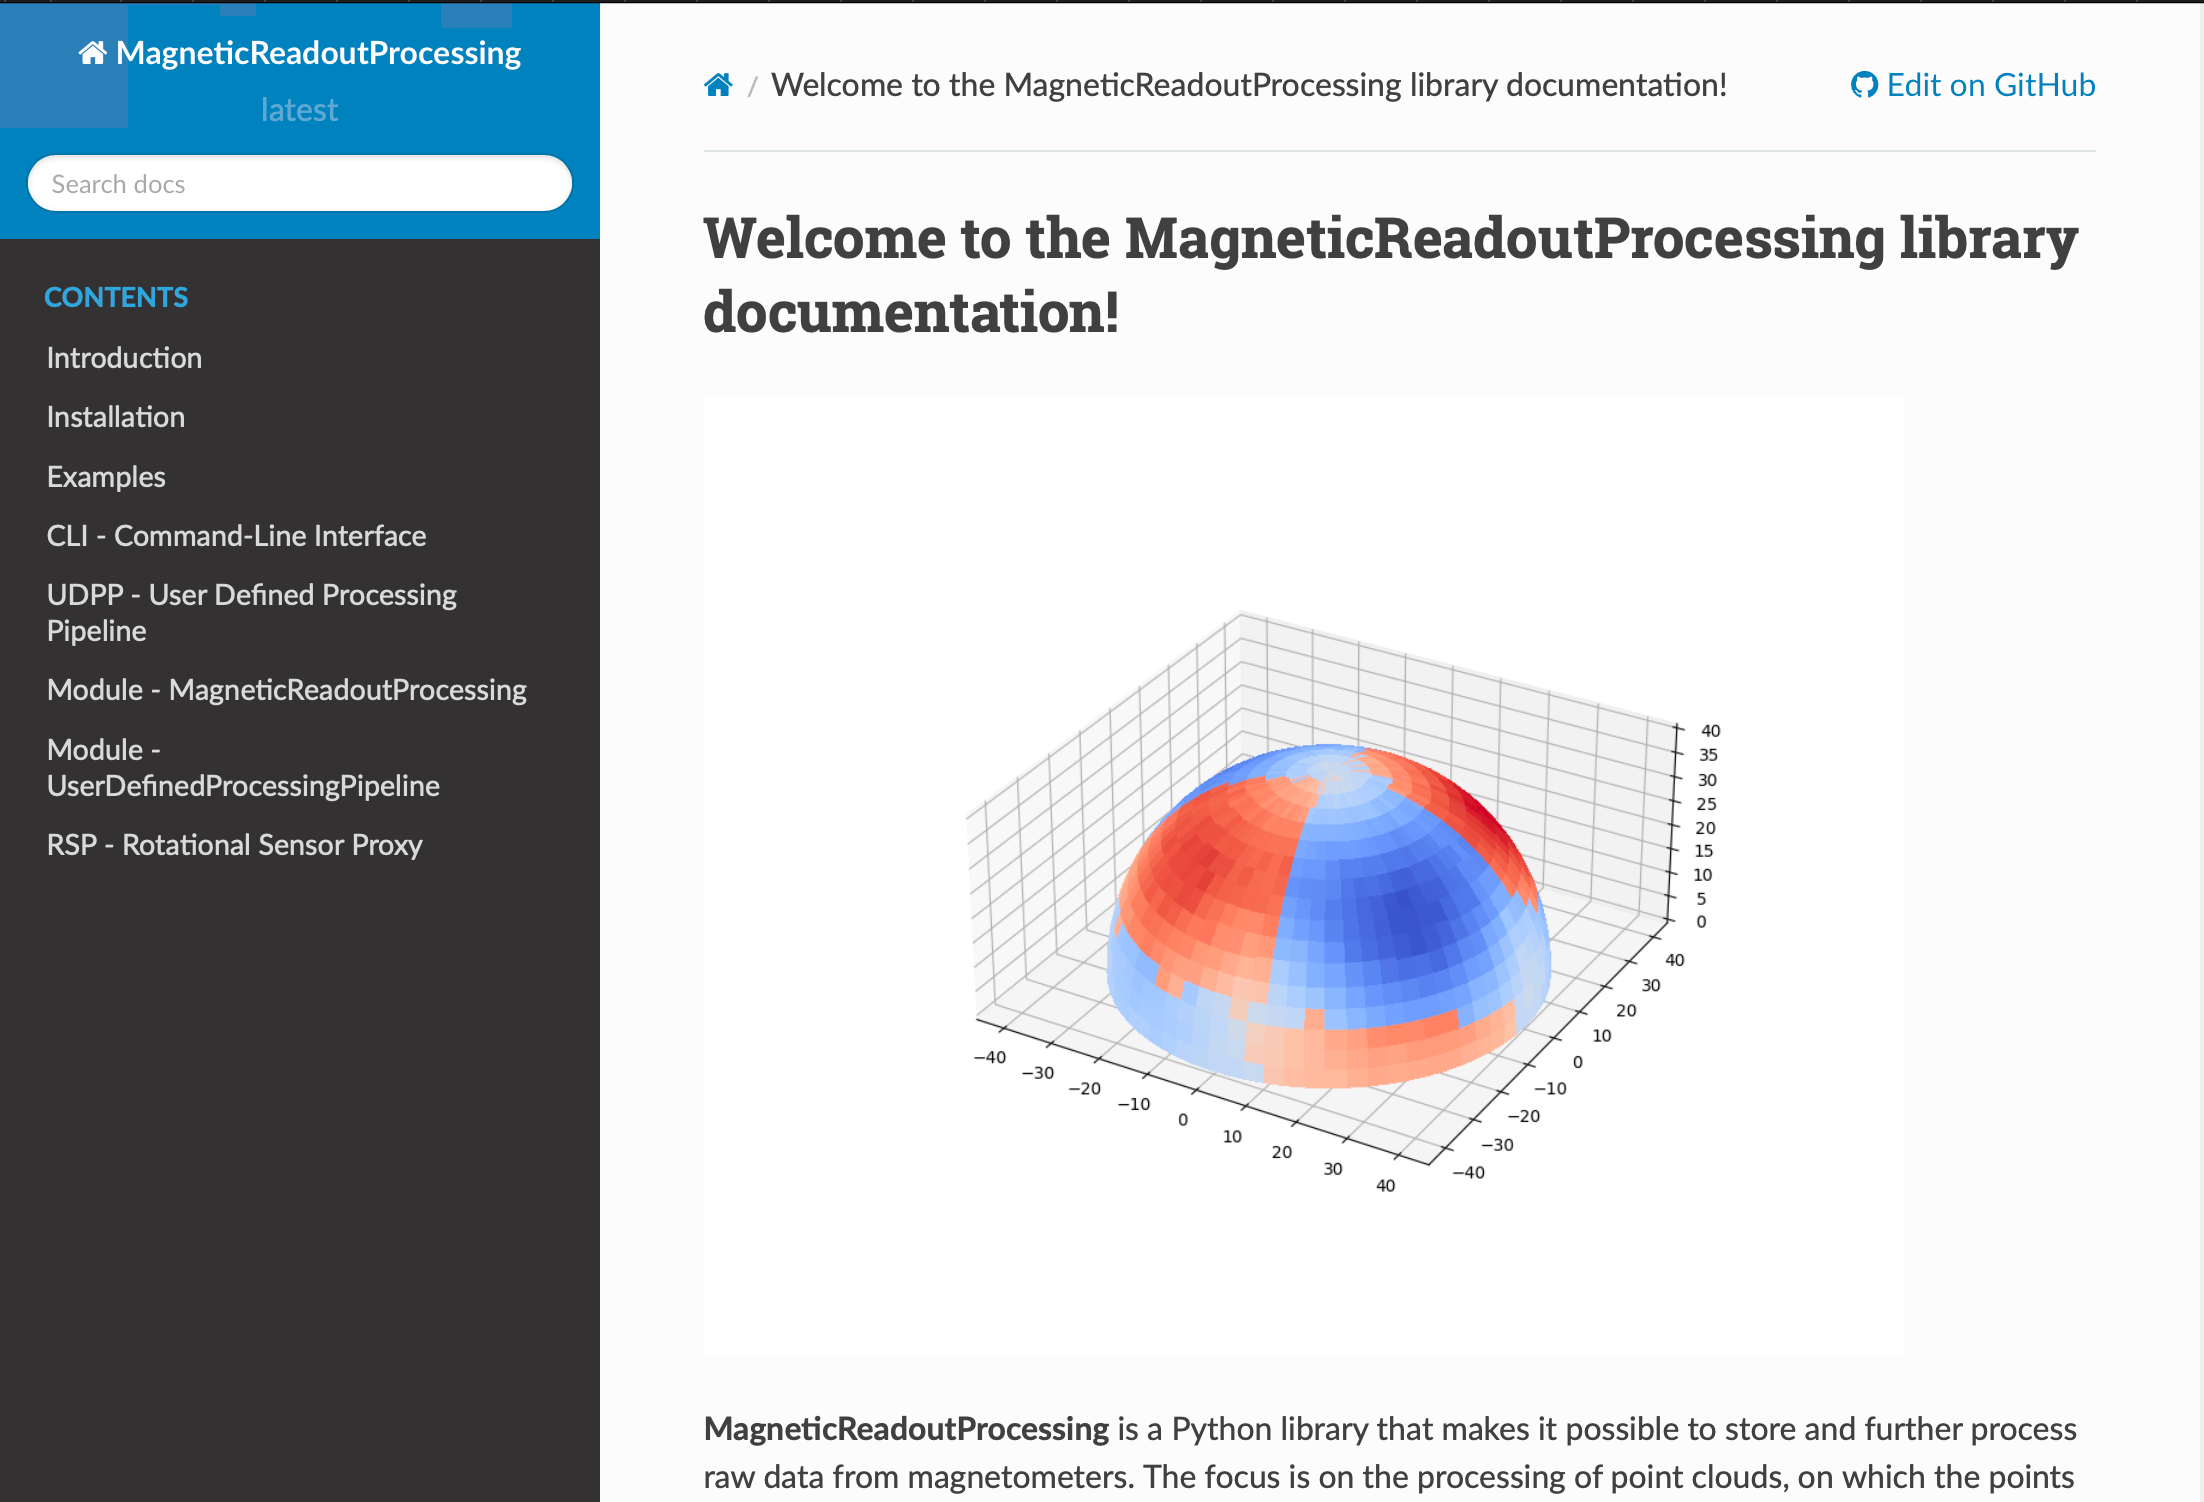 MagneticReadoutProcessing
latest
Search docs
CONTENTS
Introduction
Installation
Examples
CLI - Command-Line Interface
UDPP - User Defined Processing
Pipeline
Module - MagneticReadoutProcessing
Module -
UserDefinedProcessingPipeline
RSP - Rotational Sensor Proxy
/ Welcome to the MagneticReadoutProcessing library documentation!
Edit on GitHub
Welcome to the MagneticReadoutProcessing library
documentation!
40
35
30
25
20
15
10
5
0
40
30
20
10
0
−10
−20
−30
−40
−40
−30
−20
−10
0
10
20
30
40
MagneticReadoutProcessing is a Python library that makes it possible to store and further process
raw data from magnetometers. The focus is on the processing of point clouds, on which the points